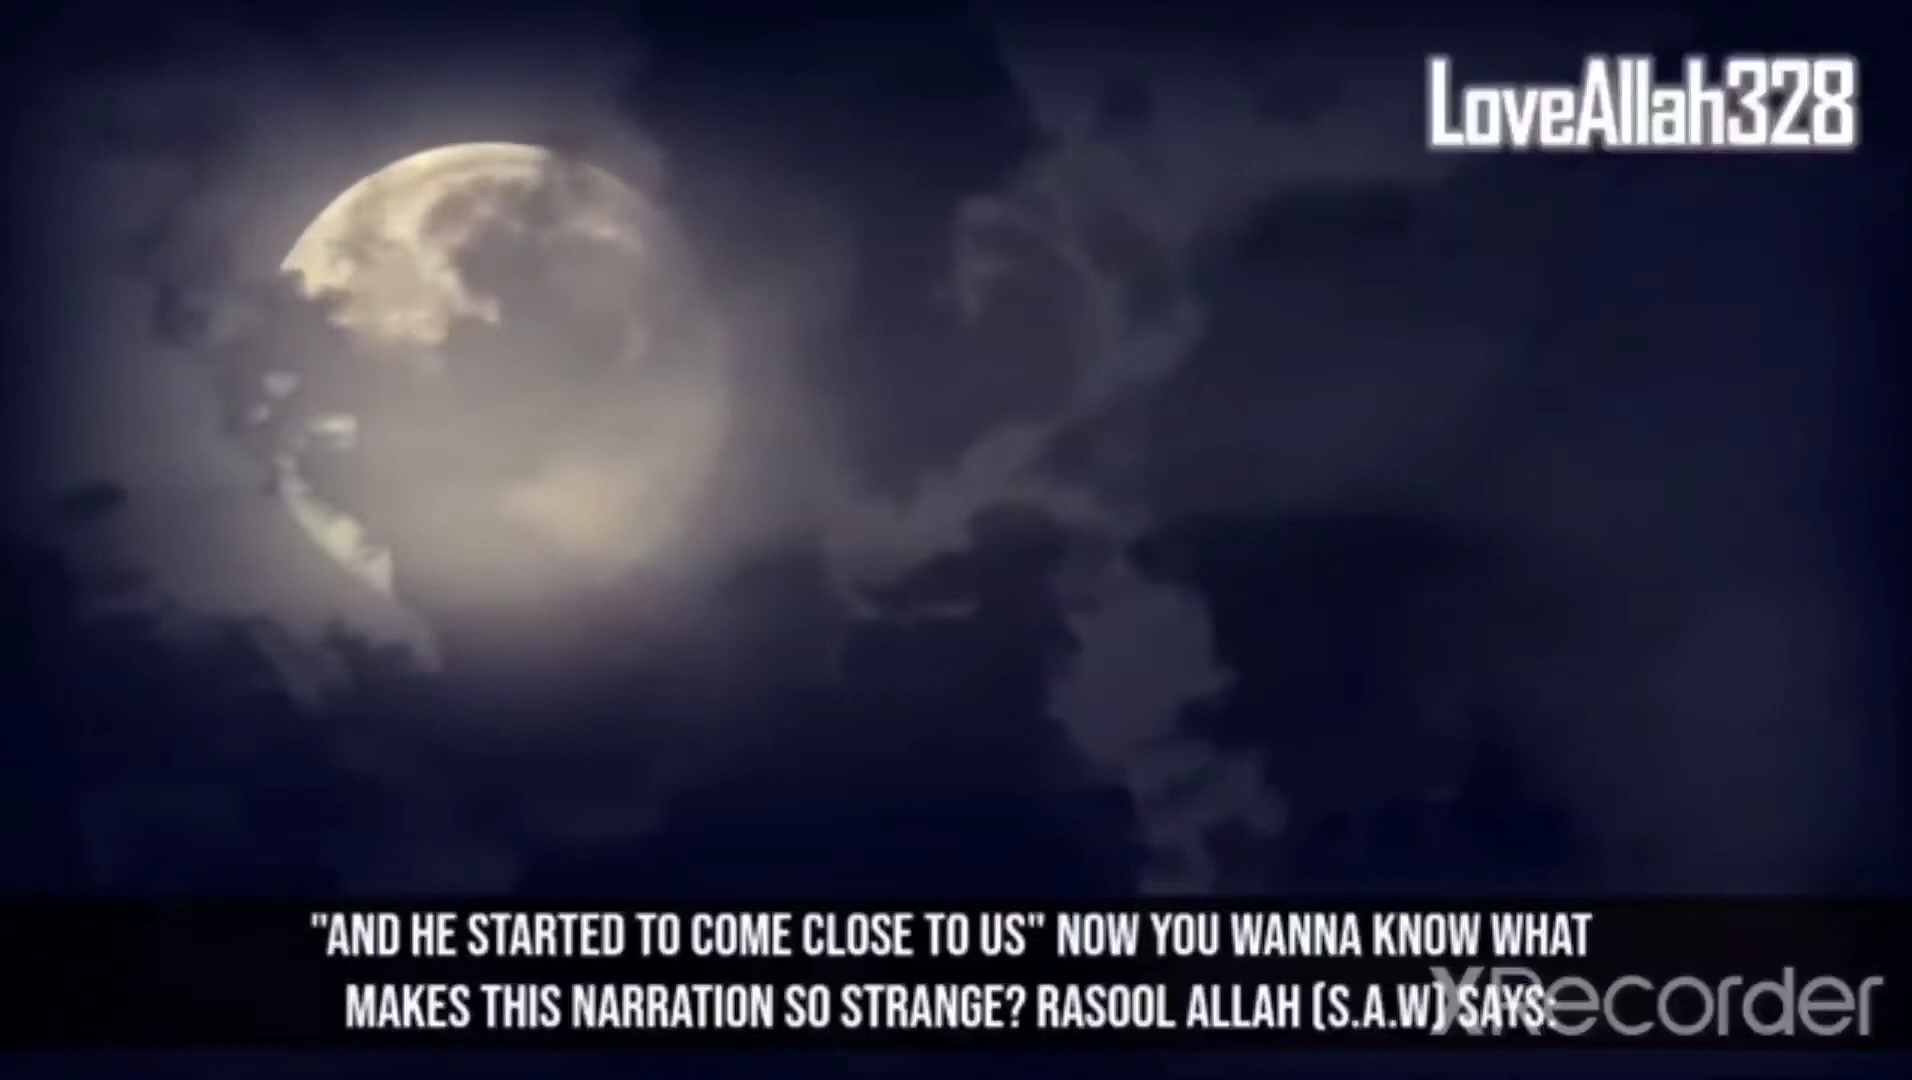 LoveAllah328
"AND HE STARTED TO COME CLOSE TO US" NOW YOU WANNA KNOW WHAT
MAKES THIS NARRATION SO STRANGE? RASOOL ALLAH (S.A.W) SAYS:
XRecorder